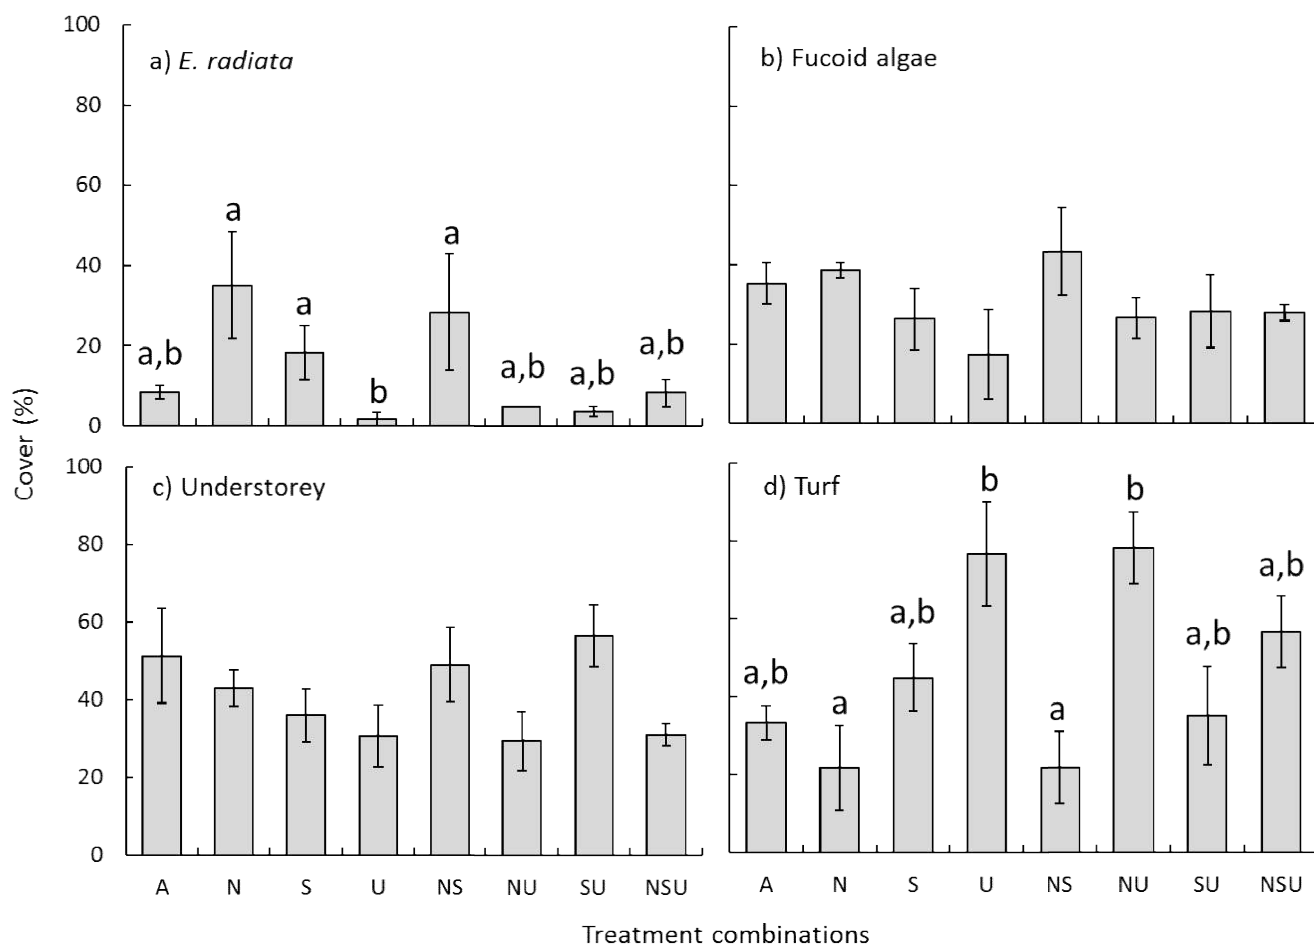 100
80
60
40
20
0
a) E. radiata
a,b
a
a
b
a
a,b
a,b
a,b
b) Fucoid algae
Cover (%)
100
80
60
40
20
0
c) Understorey
A N S U NS NU SU NSU
d) Turf
a,b
a
a,b
b
a
b
a,b
a,b
A N S U NS NU SU NSU
Treatment combinations